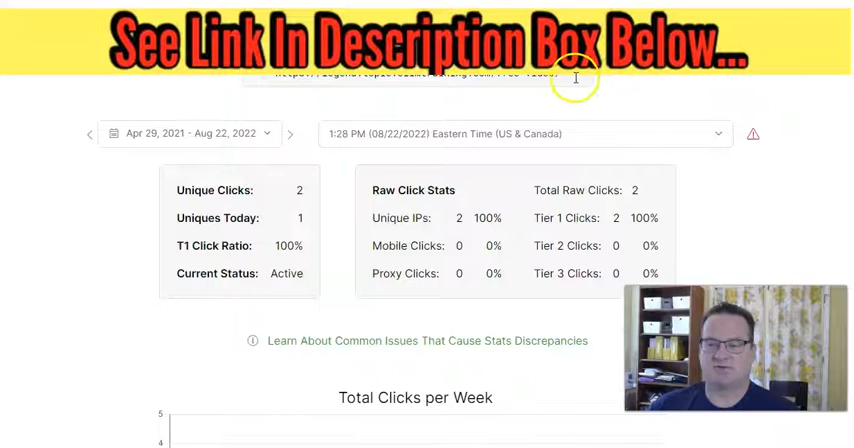 See Link In Description Box Below...
Apr 29, 2021 - Aug 22, 2022
1:28 PM (08/22/2022) Eastern Time (US & Canada)
Unique Clicks: 2
Uniques Today: 1
T1 Click Ratio: 100%
Current Status: Active
Raw Click Stats
Total Raw Clicks: 2
Unique IPs: 2 100%
Tier 1 Clicks: 2 100%
Mobile Clicks: 0 0%
Tier 2 Clicks: 0 0%
Proxy Clicks: 0 0%
Tier 3 Clicks: 0 0%
Learn About Common Issues That Cause Stats Discrepancies
Total Clicks per Week
5
4